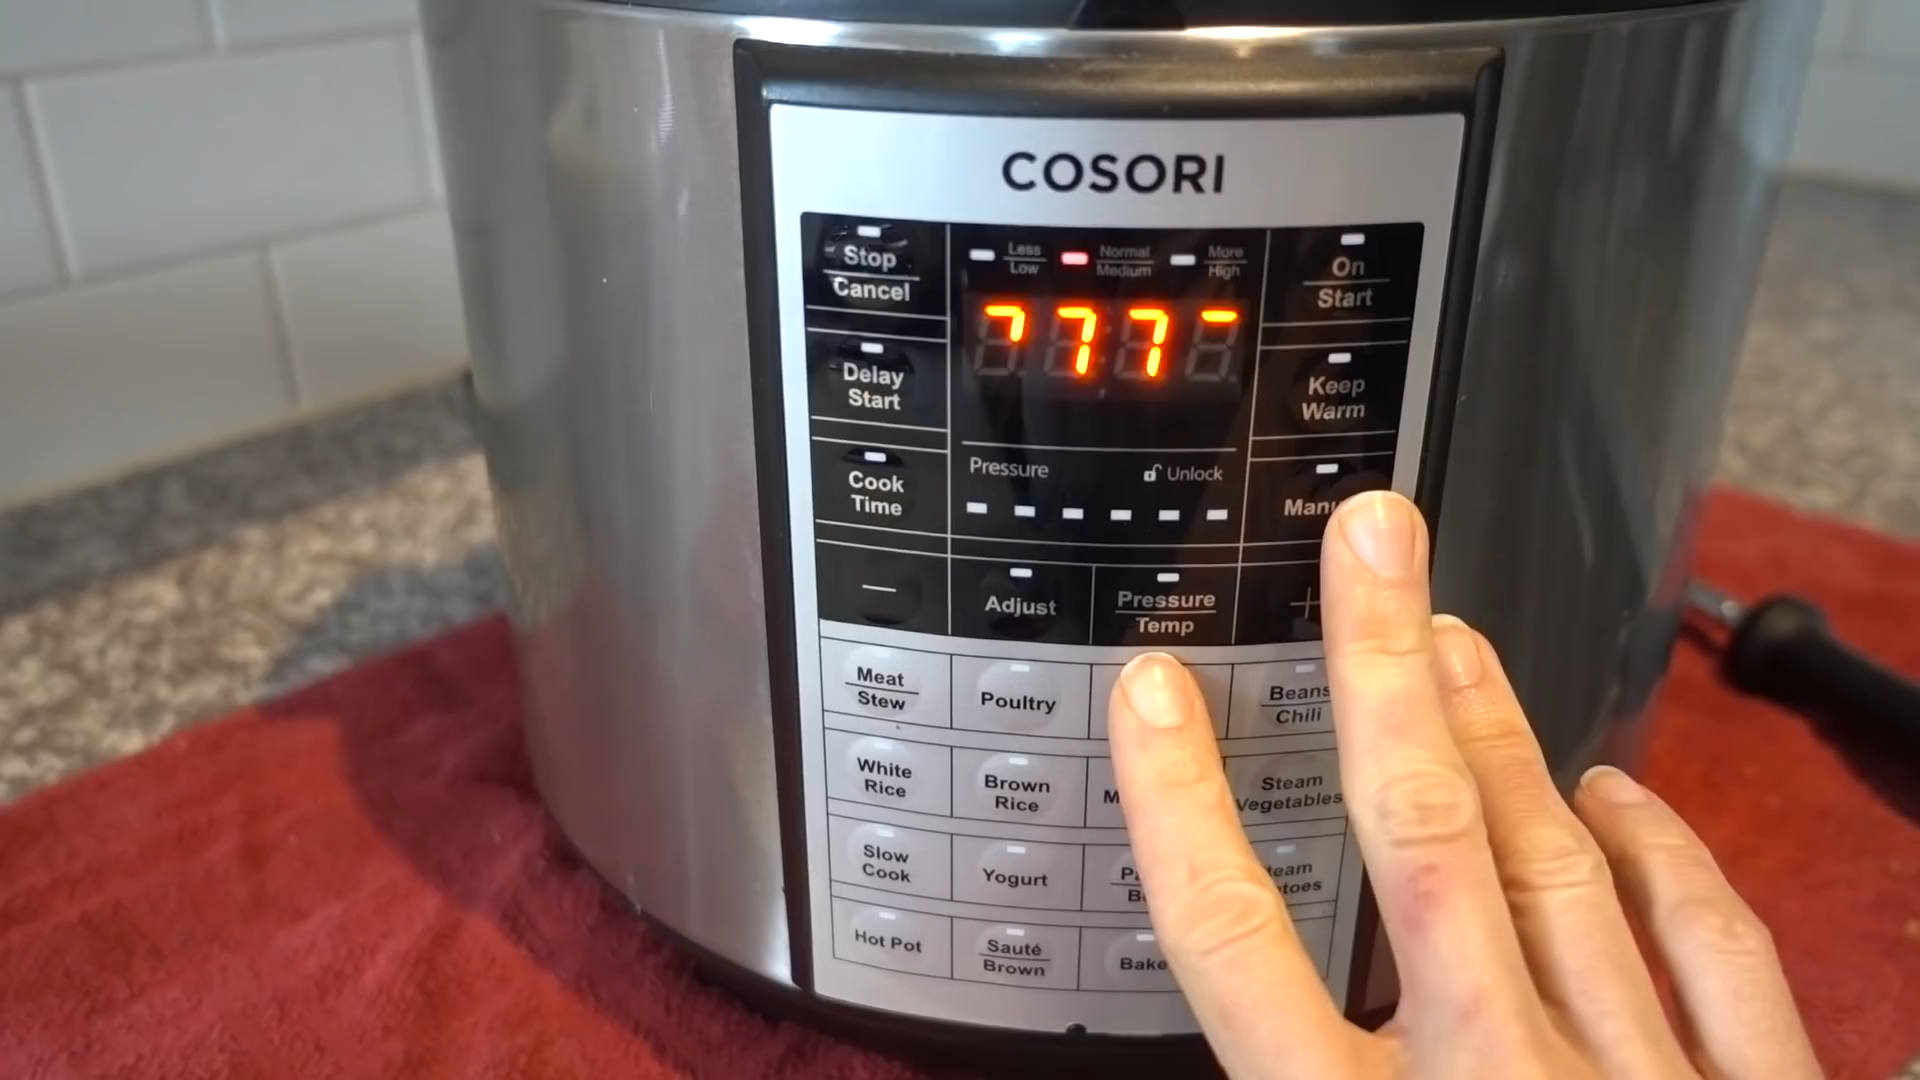 COSORI
Stop
Cancel
Less
Low
Normal
Medium
More
High
On
Start
Delay
Start
Keep
Warm
Pressure
Unlock
Cook
Time
Adjust
Pressure
Temp
Meat
Stew
Poultry
Beans
Chili
White
Rice
Brown
Rice
Steam
Vegetables
Slow
Cook
Yogurt
Hot Pot
Sauté
Brown
Bake